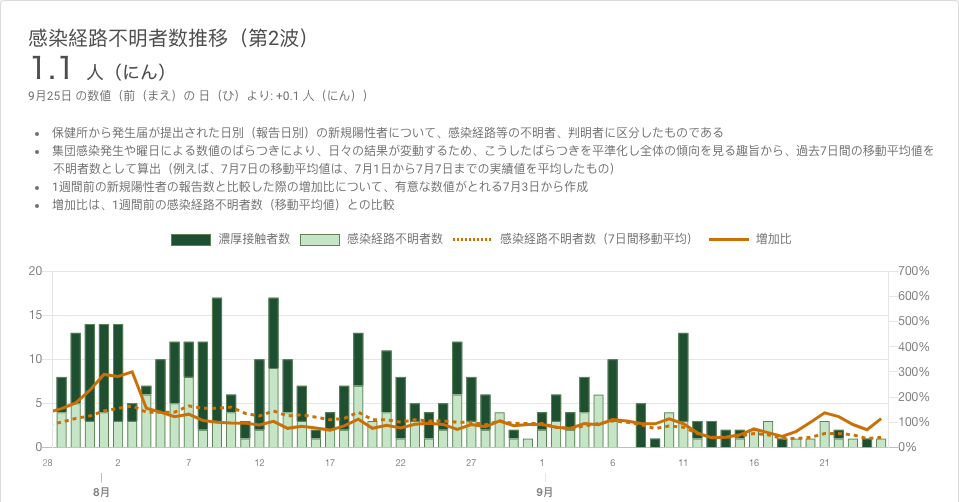 感染経路不明者数推移（第2波）
1.1 人（にん）
9月25日 の数値（前（まえ）の 日（ひ）より: +0.1 人（にん））
• 保健所から発生届が提出された日別（報告日別）の新規陽性者について、感染経路等の不明者、判明者に区分したものである
• 集団感染発生や曜日による数値のばらつきにより、日々の結果が変動するため、こうしたばらつきを平準化し全体の傾向を見る趣旨から、過去7日間の移動平均値を
不明者数として算出（例えば、7月7日の移動平均値は、7月1日から7月7日までの実績値を平均したもの）
• 1週間前の新規陽性者の報告数と比較した際の増加比について、有意な数値がとれる7月3日から作成
• 増加比は、1週間前の感染経路不明者数（移動平均値）との比較
濃厚接触者数 感染経路不明者数 感染経路不明者数（7日間移動平均） 増加比
20 700%
600%
15 500%
400%
10
300%
5 200%
100%
0 0%
28 2 7 12 17 22 27 1 6 11 16 21
8月 9月